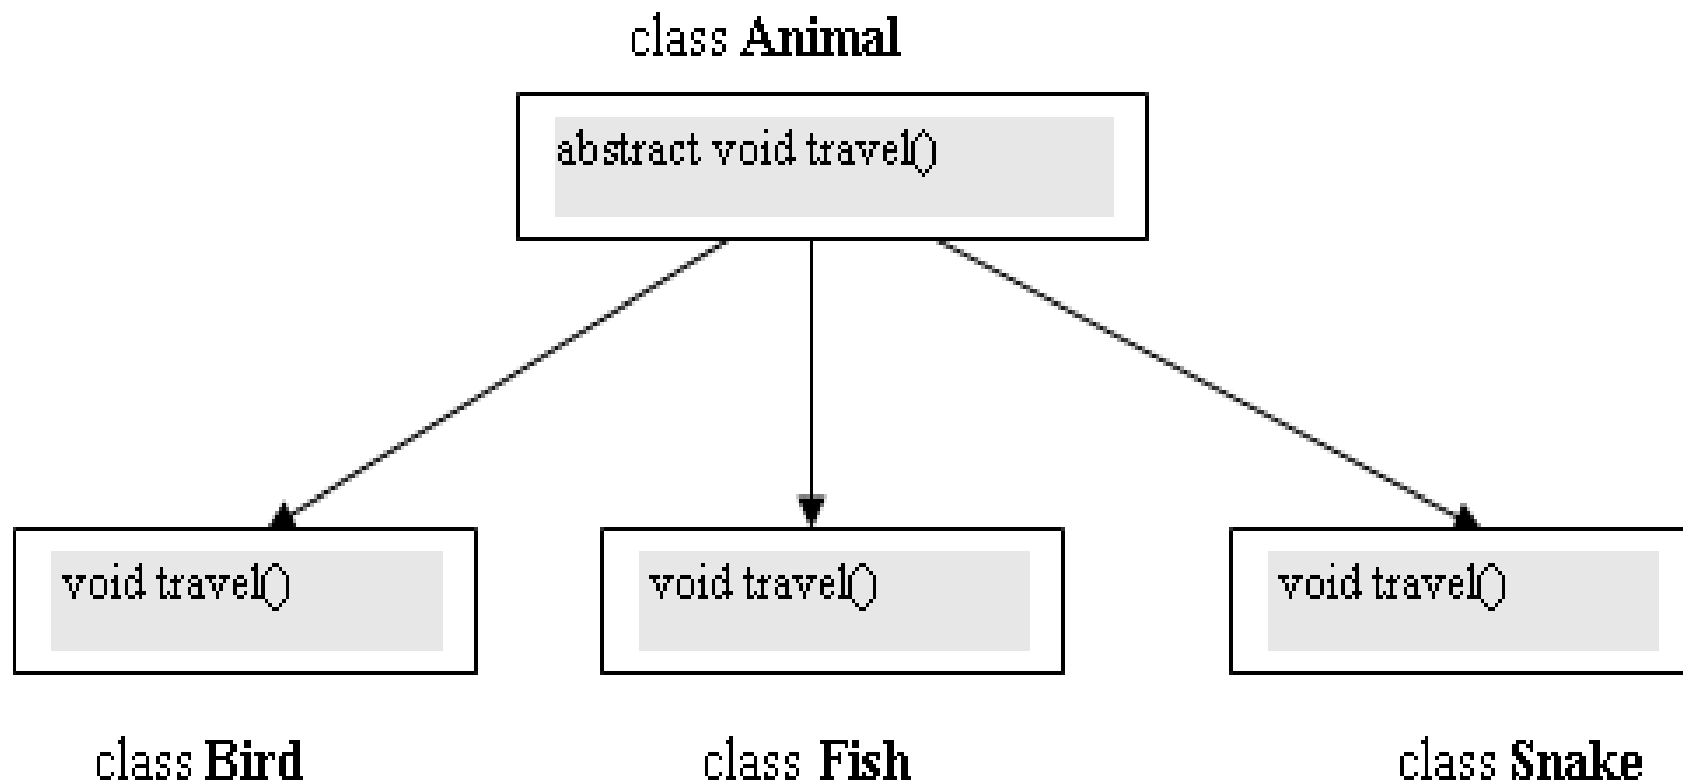 class Animal
abstract void travel()
void travel()
void travel()
void travel()
class Bird
class Fish
class Snake